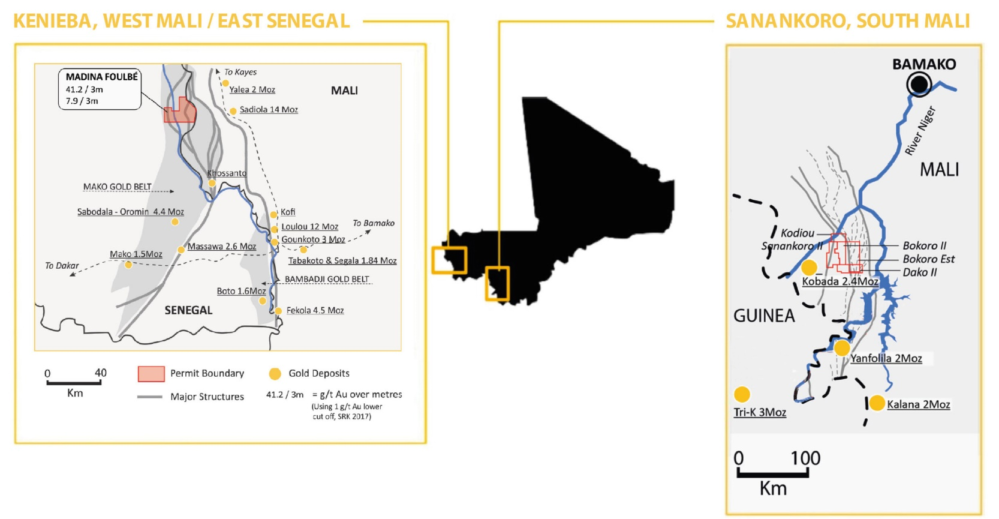 KENIEBA, WEST MALI / EAST SENEGAL
SANANKORO, SOUTH MALI
MADINA FOULBÉ
41.2 / 3m
7.9 / 3m
To Kayes
Yalea 2 Moz
MALI
Sadiola 14 Moz
Khossanto
MAKO GOLD BELT
Sabodala - Oromin 4.4 Moz
Kofi
Loulou 12 Moz
To Bamako
Gounkoto 3 Moz
Massawa 2.6 Moz
Mako 1.5Moz
Tabakoto & Segala 1.84 Moz
To Dakar
BAMBADJI GOLD BELT
Boto 1.6Moz
SENEGAL
Fekola 4.5 Moz
0 40
Km
Permit Boundary
Gold Deposits
Major Structures
41.2 / 3m = g/t Au over metres
(Using 1 g/t Au lower
cut off, SRK 2017)
BAMAKO
River Niger
MALI
Kodiou
Sanankoro II
Bokoro II
Bokoro Est
Dako II
Kobada 2.4Moz
GUINEA
Yanfolila 2Moz
Tri-K 3Moz
Kalana 2Moz
0 100
Km